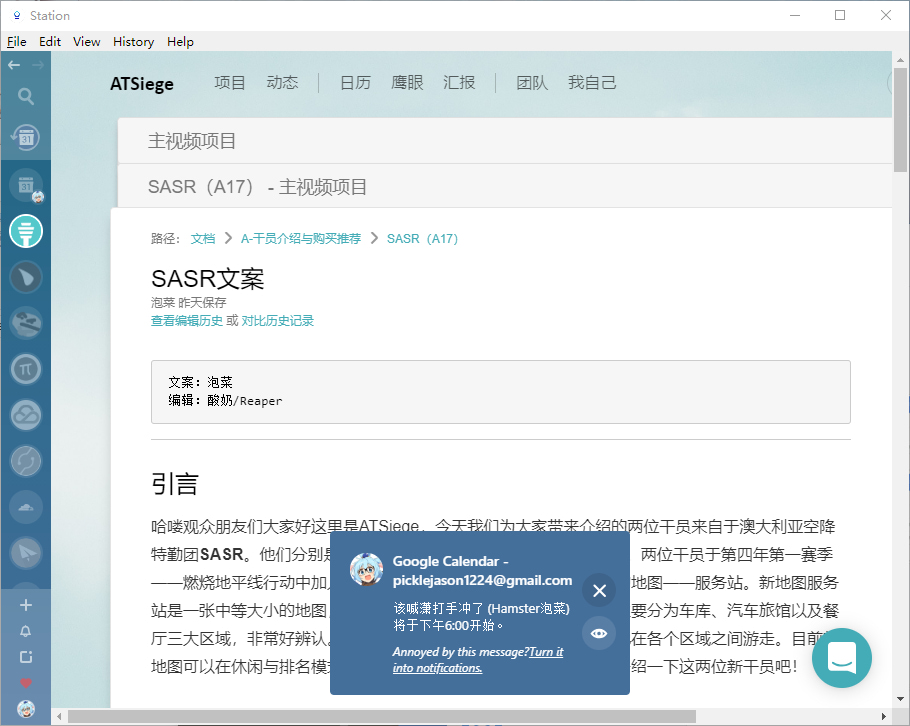 Station
File Edit View History Help
ATSiege 项目 动态 日历 鹰眼 汇报 团队 我自己
31
31
主视频项目
SASR（A17） - 主视频项目
路径： 文档 A-干员介绍与购买推荐 SASR（A17）
SASR文案
泡菜 昨天保存
查看编辑历史 或 对比历史记录
文案：泡菜
编辑：酸奶/Reaper
引言
哈喽观众朋友们大家好这里是ATSiege，今天我们为大家带来介绍的两位干员来自于澳大利亚空降
特勤团SASR。他们分别是 两位干员于第四年第一赛季
——燃烧地平线行动中加入 地图——服务站。新地图服务
站是一张中等大小的地图 要分为车库、汽车旅馆以及餐
厅三大区域，非常好辨认。 在各个区域之间游走。目前
地图可以在休闲与排名模式 绍一下这两位新干员吧！
Google Calendar -
picklejason1224@gmail.com
该喊潇打手冲了 (Hamster泡菜)
将于下午6:00开始。
Annoyed by this message?Turn it
into notifications.